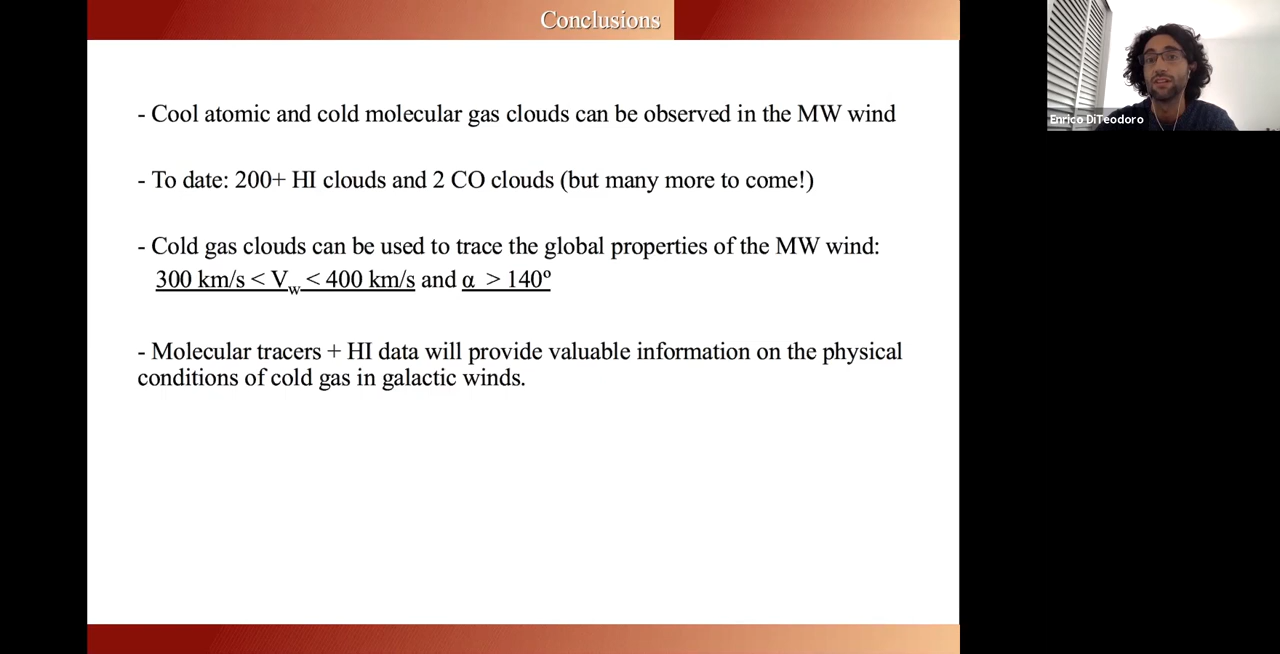 Conclusions
- Cool atomic and cold molecular gas clouds can be observed in the MW wind
- To date: 200+ HI clouds and 2 CO clouds (but many more to come!)
- Cold gas clouds can be used to trace the global properties of the MW wind:
300 km/s < Vw < 400 km/s and α > 140º
- Molecular tracers + HI data will provide valuable information on the physical
conditions of cold gas in galactic winds.
Enrico DiTeodoro